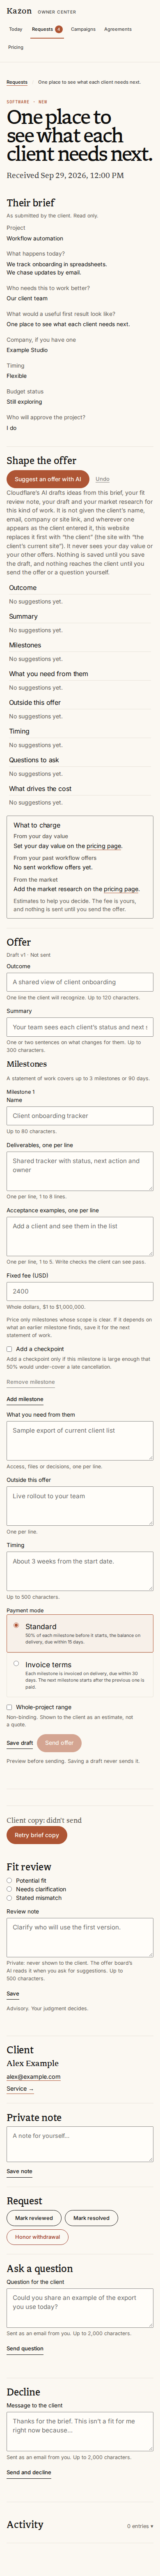 Kazon OWNER CENTER
Today Requests 4 Campaigns Agreements
Pricing
Requests One place to see what each client needs next.
SOFTWARE · NEW
One place to
see what each
client needs next.
Received Sep 29, 2026, 12:00 PM
Their brief
As submitted by the client. Read only.
Project
Workflow automation
What happens today?
We track onboarding in spreadsheets.
We chase updates by email.
Who needs this to work better?
Our client team
What would a useful first result look like?
One place to see what each client needs next.
Company, if you have one
Example Studio
Timing
Flexible
Budget status
Still exploring
Who will approve the project?
I do
Shape the offer
Suggest an offer with AI Undo
Cloudflare's AI drafts ideas from this brief, your fit
review note, your draft and dated market research for
this kind of work. It is not given the client's name,
email, company or site link, and wherever one
appears as the client entered it, this website
replaces it first with "the client" (the site with "the
client's current site"). It never sees your day value or
your other offers. Nothing is saved until you save
the draft, and nothing reaches the client until you
send the offer or a question yourself.
Outcome
No suggestions yet.
Summary
No suggestions yet.
Milestones
No suggestions yet.
What you need from them
No suggestions yet.
Outside this offer
No suggestions yet.
Timing
No suggestions yet.
Questions to ask
No suggestions yet.
What drives the cost
No suggestions yet.
What to charge
From your day value
Set your day value on the pricing page.
From your past workflow offers
No sent workflow offers yet.
From the market
Add the market research on the pricing page.
Estimates to help you decide. The fee is yours,
and nothing is sent until you send the offer.
Offer
Draft v1 · Not sent
Outcome
A shared view of client onboarding
One line the client will recognize. Up to 120 characters.
Summary
Your team sees each client's status and next s
One or two sentences on what changes for them. Up to
300 characters.
Milestones
A statement of work covers up to 3 milestones or 90 days.
Milestone 1
Name
Client onboarding tracker
Up to 80 characters.
Deliverables, one per line
Shared tracker with status, next action and
owner
One per line, 1 to 8 lines.
Acceptance examples, one per line
Add a client and see them in the list
One per line, 1 to 5. Write checks the client can see pass.
Fixed fee (USD)
2400
Whole dollars, $1 to $1,000,000.
Price only milestones whose scope is clear. If it depends on
what an earlier milestone finds, save it for the next
statement of work.
Add a checkpoint
Add a checkpoint only if this milestone is large enough that
50% would under-cover a late cancellation.
Remove milestone
Add milestone
What you need from them
Sample export of current client list
Access, files or decisions, one per line.
Outside this offer
Live rollout to your team
One per line.
Timing
About 3 weeks from the start date.
Up to 500 characters.
Payment mode
Standard
50% of each milestone before it starts, the balance on
delivery, due within 15 days.
Invoice terms
Each milestone is invoiced on delivery, due within 30
days. The next milestone starts after the previous one is
paid.
Whole-project range
Non-binding. Shown to the client as an estimate, not
a quote.
Save draft Send offer
Preview before sending. Saving a draft never sends it.
Client copy: didn't send
Retry brief copy
Fit review
Potential fit
Needs clarification
Stated mismatch
Review note
Clarify who will use the first version.
Private: never shown to the client. The offer board's
AI reads it when you ask for suggestions. Up to
500 characters.
Save
Advisory. Your judgment decides.
Client
Alex Example
alex@example.com
Service →
Private note
A note for yourself...
Save note
Request
Mark reviewed Mark resolved
Honor withdrawal
Ask a question
Question for the client
Could you share an example of the export
you use today?
Sent as an email from you. Up to 2,000 characters.
Send question
Decline
Message to the client
Thanks for the brief. This isn't a fit for me
right now because...
Sent as an email from you. Up to 2,000 characters.
Send and decline
Activity 0 entries ▾